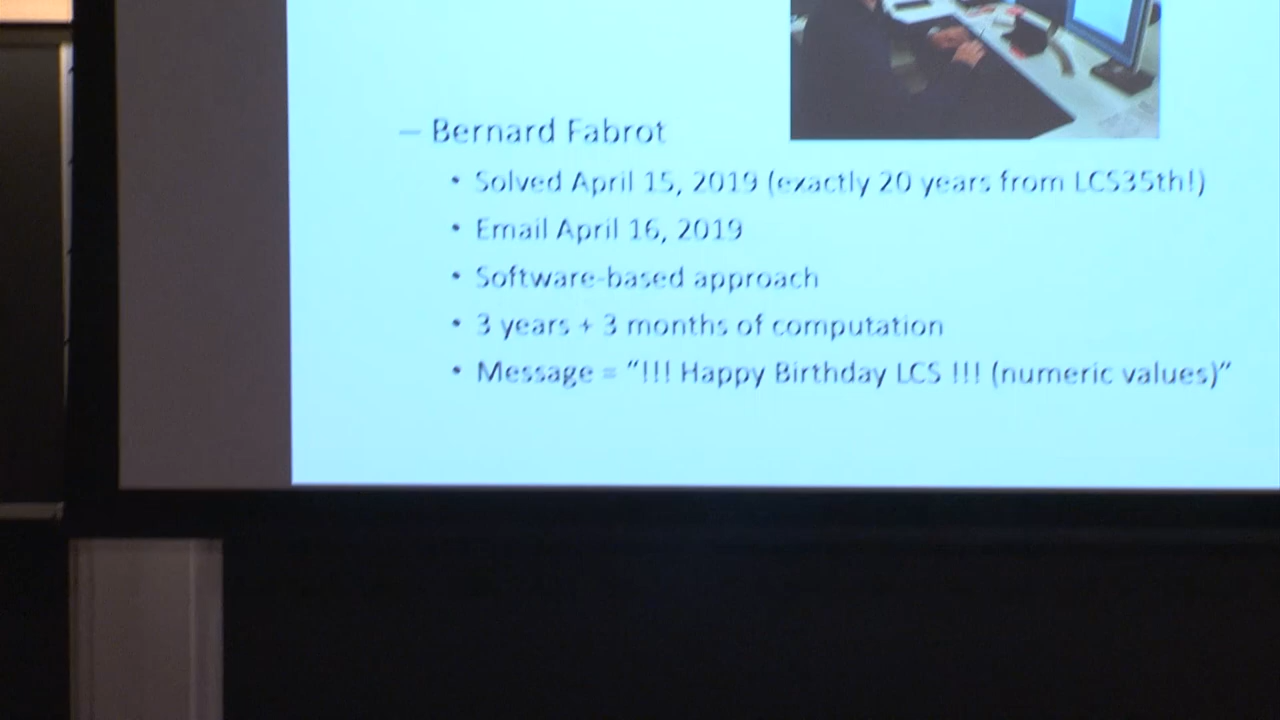 – Bernard Fabrot
• Solved April 15, 2019 (exactly 20 years from LCS35th!)
• Email April 16, 2019
• Software-based approach
• 3 years + 3 months of computation
• Message = “!!! Happy Birthday LCS !!! (numeric values)”